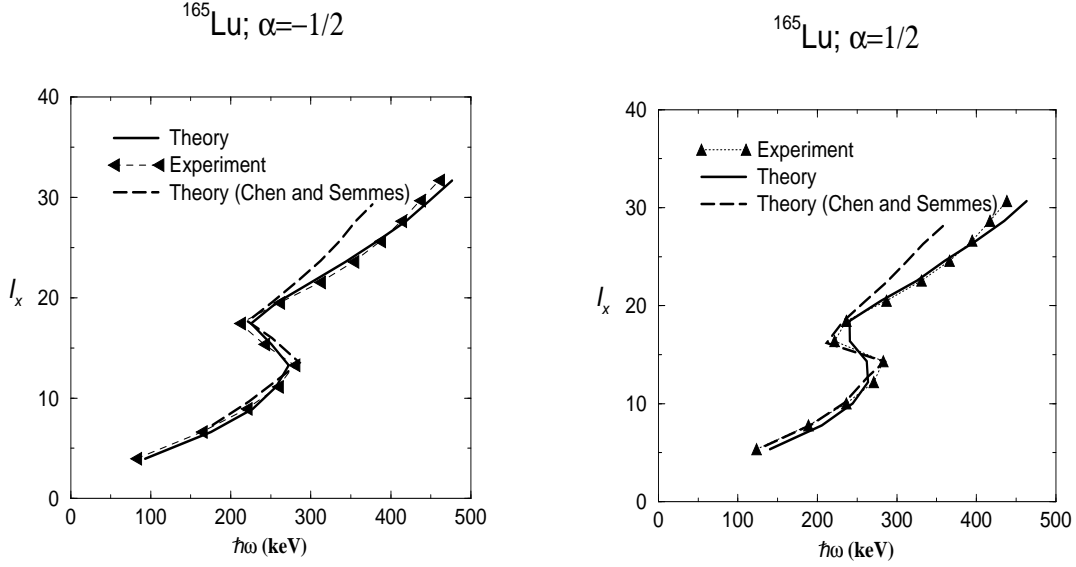 ¹⁶⁵Lu; α=−1/2
40
30
20
10
0
I_x
Theory
Experiment
Theory (Chen and Semmes)
0 100 200 300 400 500
ℏω (keV)
¹⁶⁵Lu; α=1/2
40
30
20
10
0
I_x
Experiment
Theory
Theory (Chen and Semmes)
0 100 200 300 400 500
ℏω (keV)